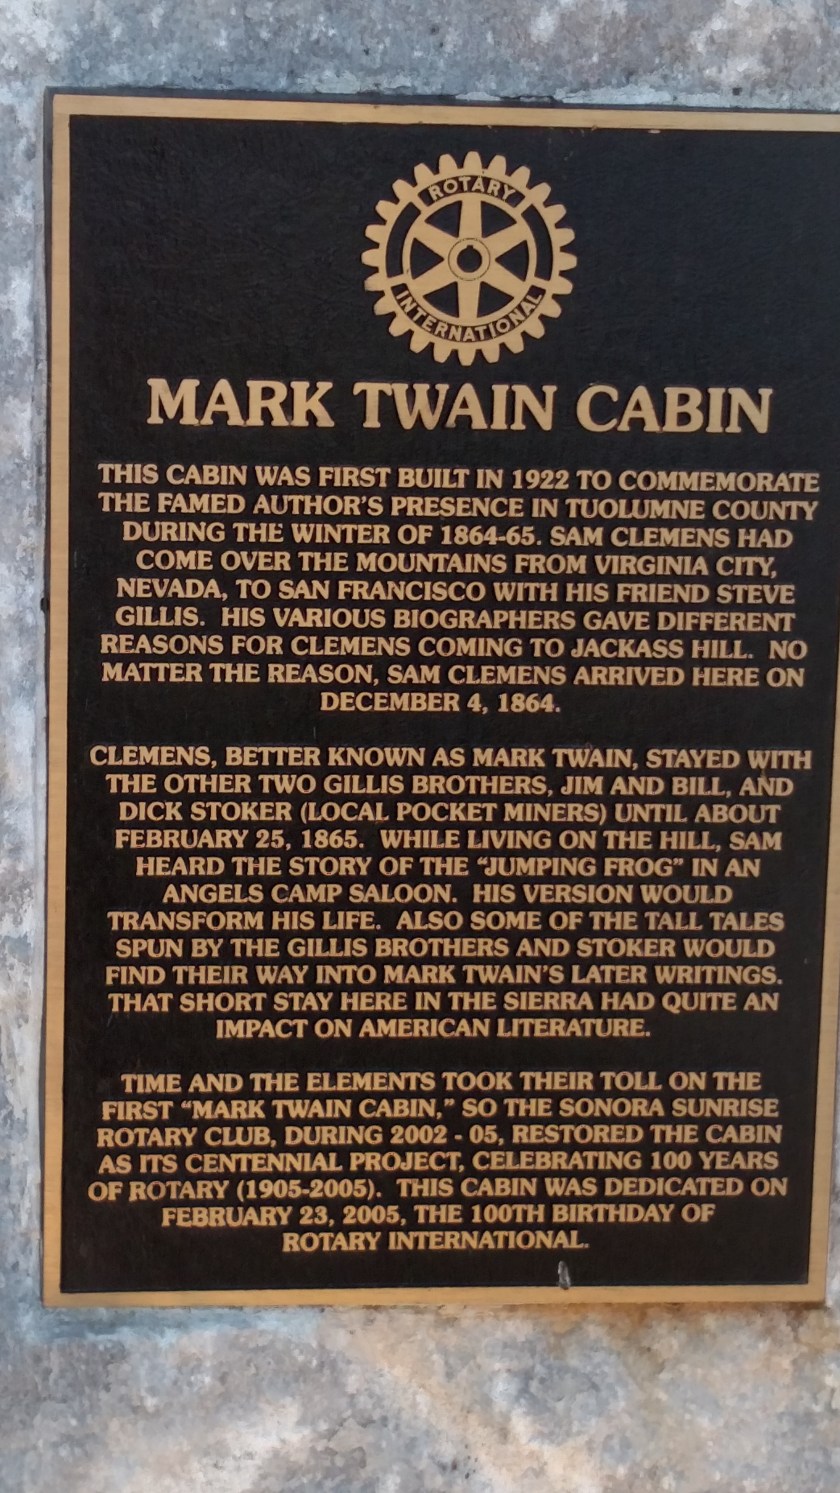 ROTARY
INTERNATIONAL
MARK TWAIN CABIN
THIS CABIN WAS FIRST BUILT IN 1922 TO COMMEMORATE
THE FAMED AUTHOR'S PRESENCE IN TUOLUMNE COUNTY
DURING THE WINTER OF 1864-65. SAM CLEMENS HAD
COME OVER THE MOUNTAINS FROM VIRGINIA CITY,
NEVADA, TO SAN FRANCISCO WITH HIS FRIEND STEVE
GILLIS. HIS VARIOUS BIOGRAPHERS GAVE DIFFERENT
REASONS FOR CLEMENS COMING TO JACKASS HILL. NO
MATTER THE REASON, SAM CLEMENS ARRIVED HERE ON
DECEMBER 4, 1864.
CLEMENS, BETTER KNOWN AS MARK TWAIN, STAYED WITH
THE OTHER TWO GILLIS BROTHERS, JIM AND BILL, AND
DICK STOKER (LOCAL POCKET MINERS) UNTIL ABOUT
FEBRUARY 25, 1865. WHILE LIVING ON THE HILL, SAM
HEARD THE STORY OF THE “JUMPING FROG” IN AN
ANGELS CAMP SALOON. HIS VERSION WOULD
TRANSFORM HIS LIFE. ALSO SOME OF THE TALL TALES
SPUN BY THE GILLIS BROTHERS AND STOKER WOULD
FIND THEIR WAY INTO MARK TWAIN'S LATER WRITINGS.
THAT SHORT STAY HERE IN THE SIERRA HAD QUITE AN
IMPACT ON AMERICAN LITERATURE.
TIME AND THE ELEMENTS TOOK THEIR TOLL ON THE
FIRST “MARK TWAIN CABIN,” SO THE SONORA SUNRISE
ROTARY CLUB, DURING 2002 - 05, RESTORED THE CABIN
AS ITS CENTENNIAL PROJECT, CELEBRATING 100 YEARS
OF ROTARY (1905-2005). THIS CABIN WAS DEDICATED ON
FEBRUARY 23, 2005, THE 100TH BIRTHDAY OF
ROTARY INTERNATIONAL.